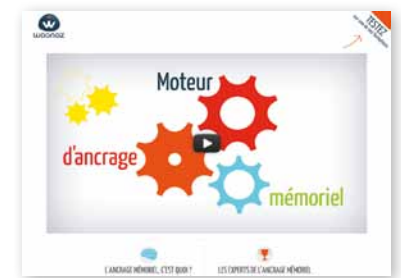 woonoz
TESTEZ
Moteur
d'ancrage
mémoriel
L'ANCRAGE MÉMORIEL, C'EST QUOI ?
LES EXPERTS DE L'ANCRAGE MÉMORIEL